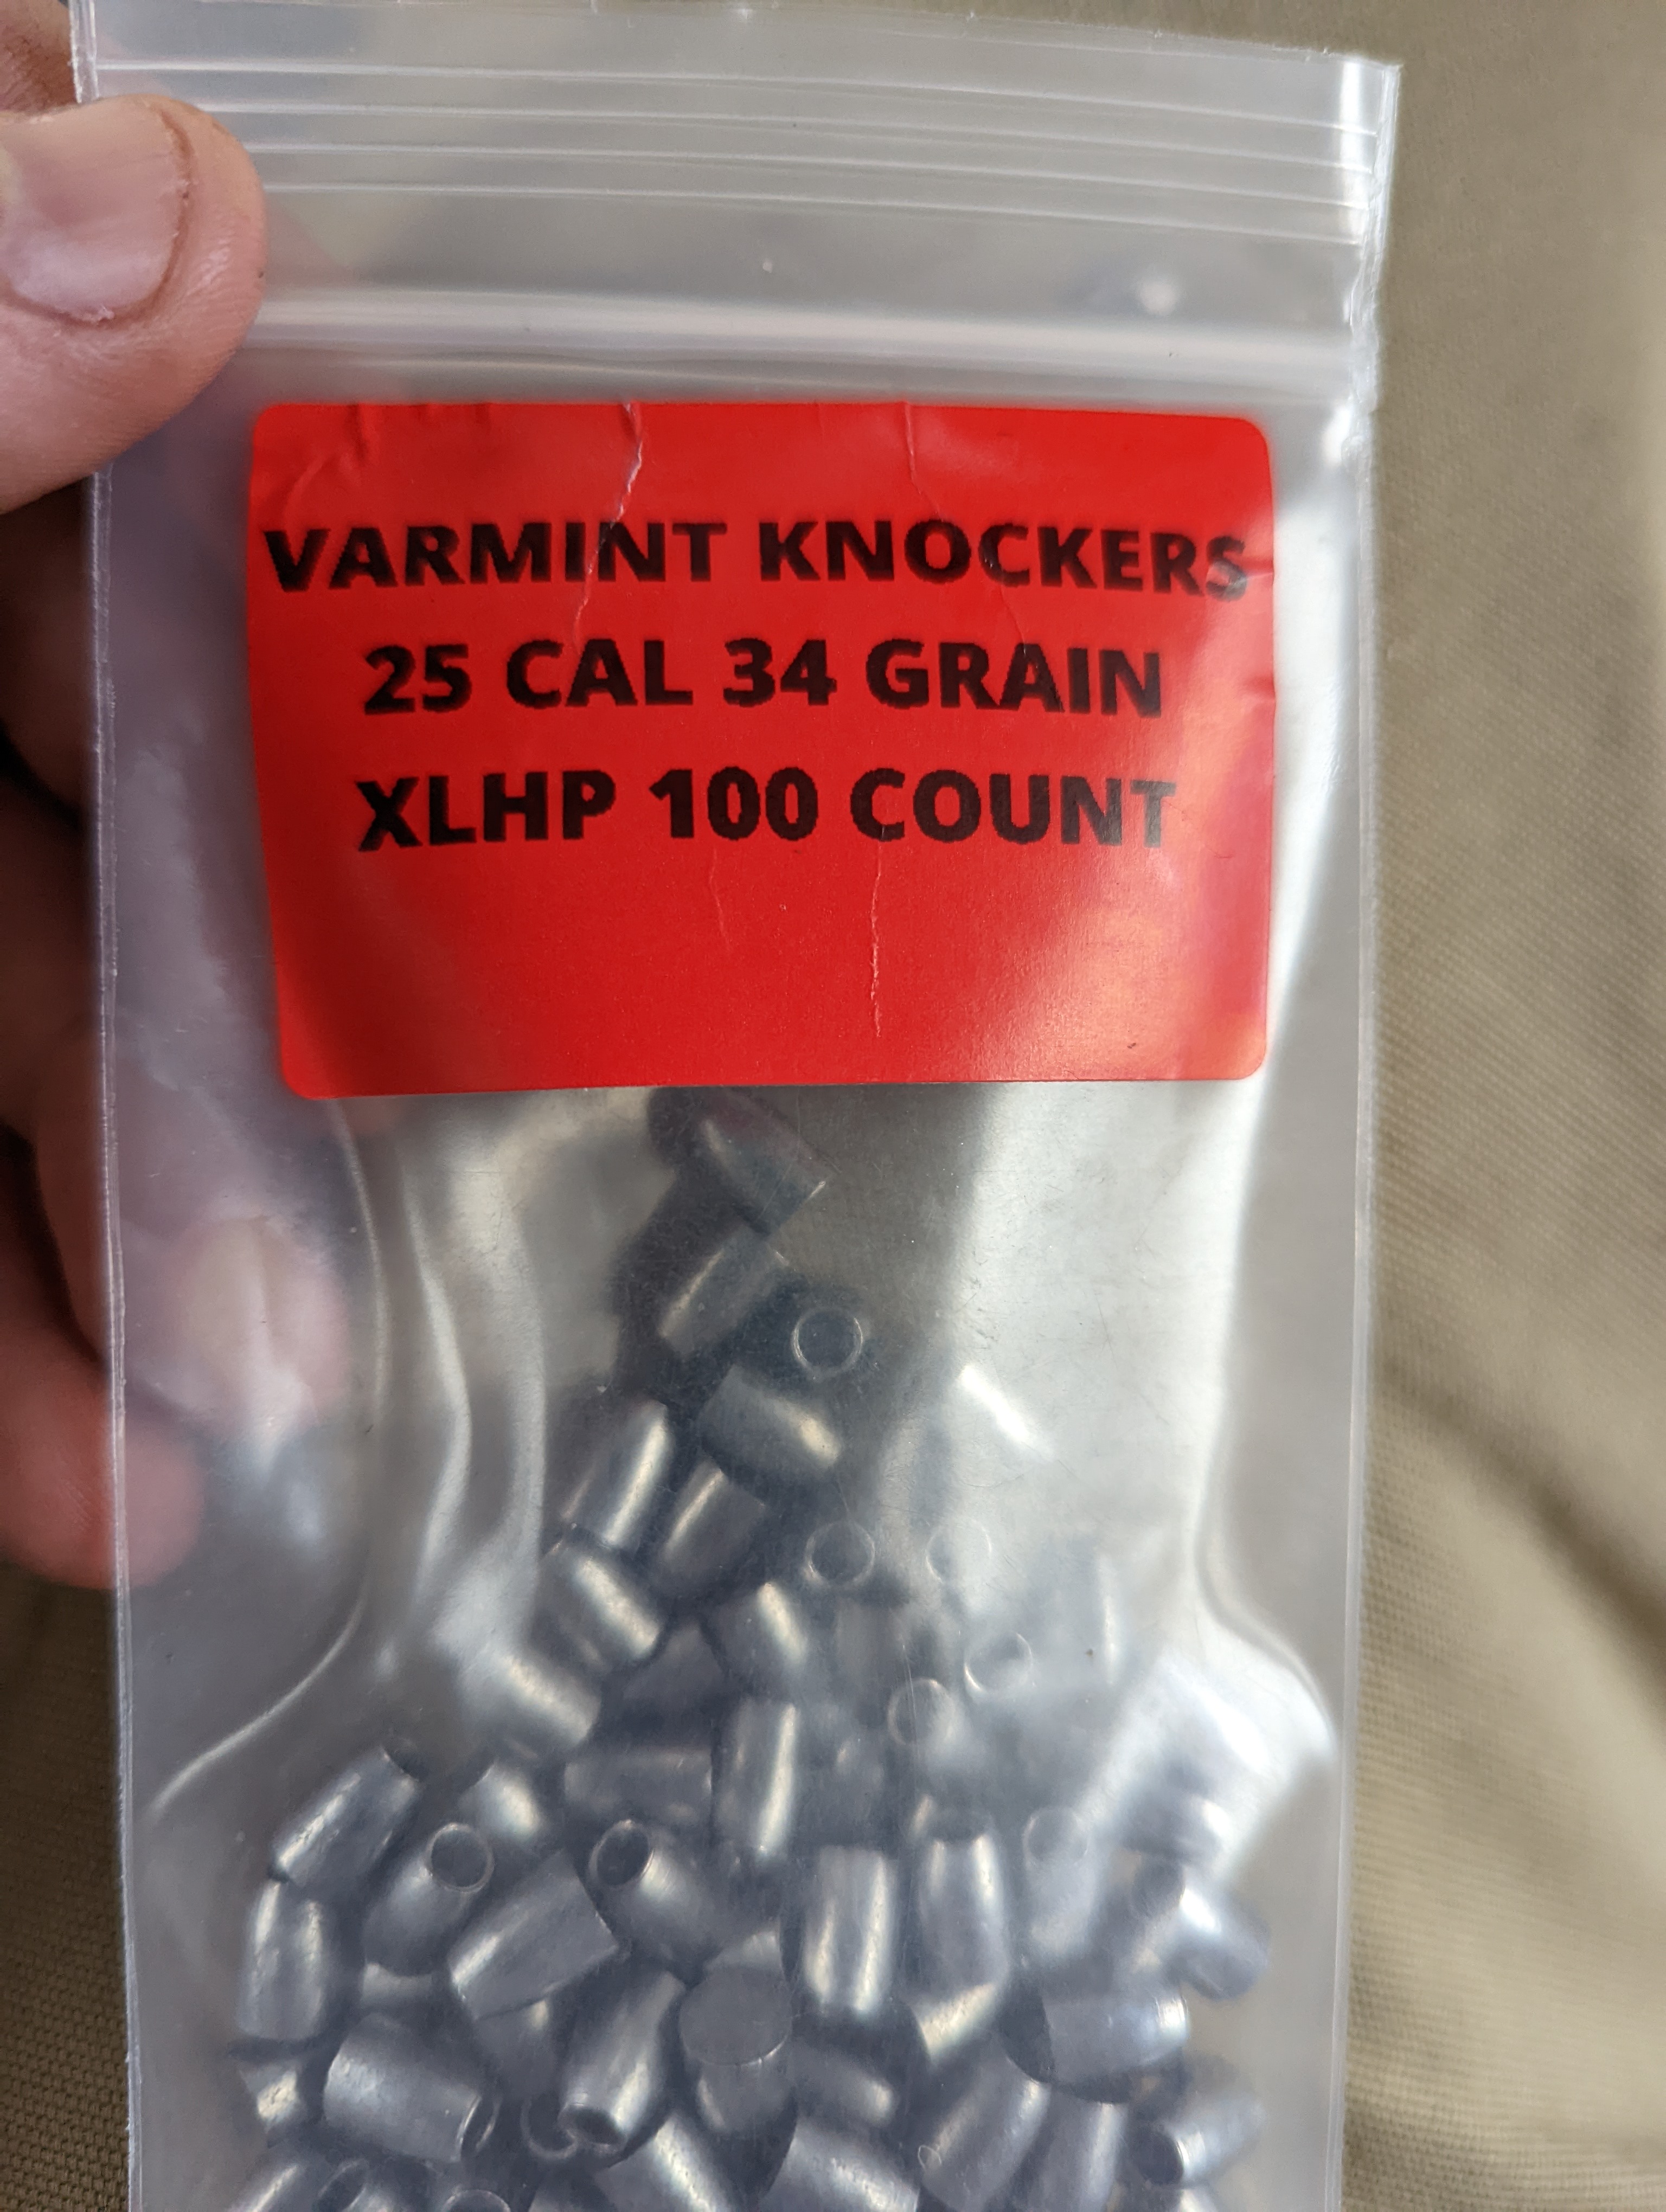 VARMINT KNOCKERS
25 CAL 34 GRAIN
XLHP 100 COUNT